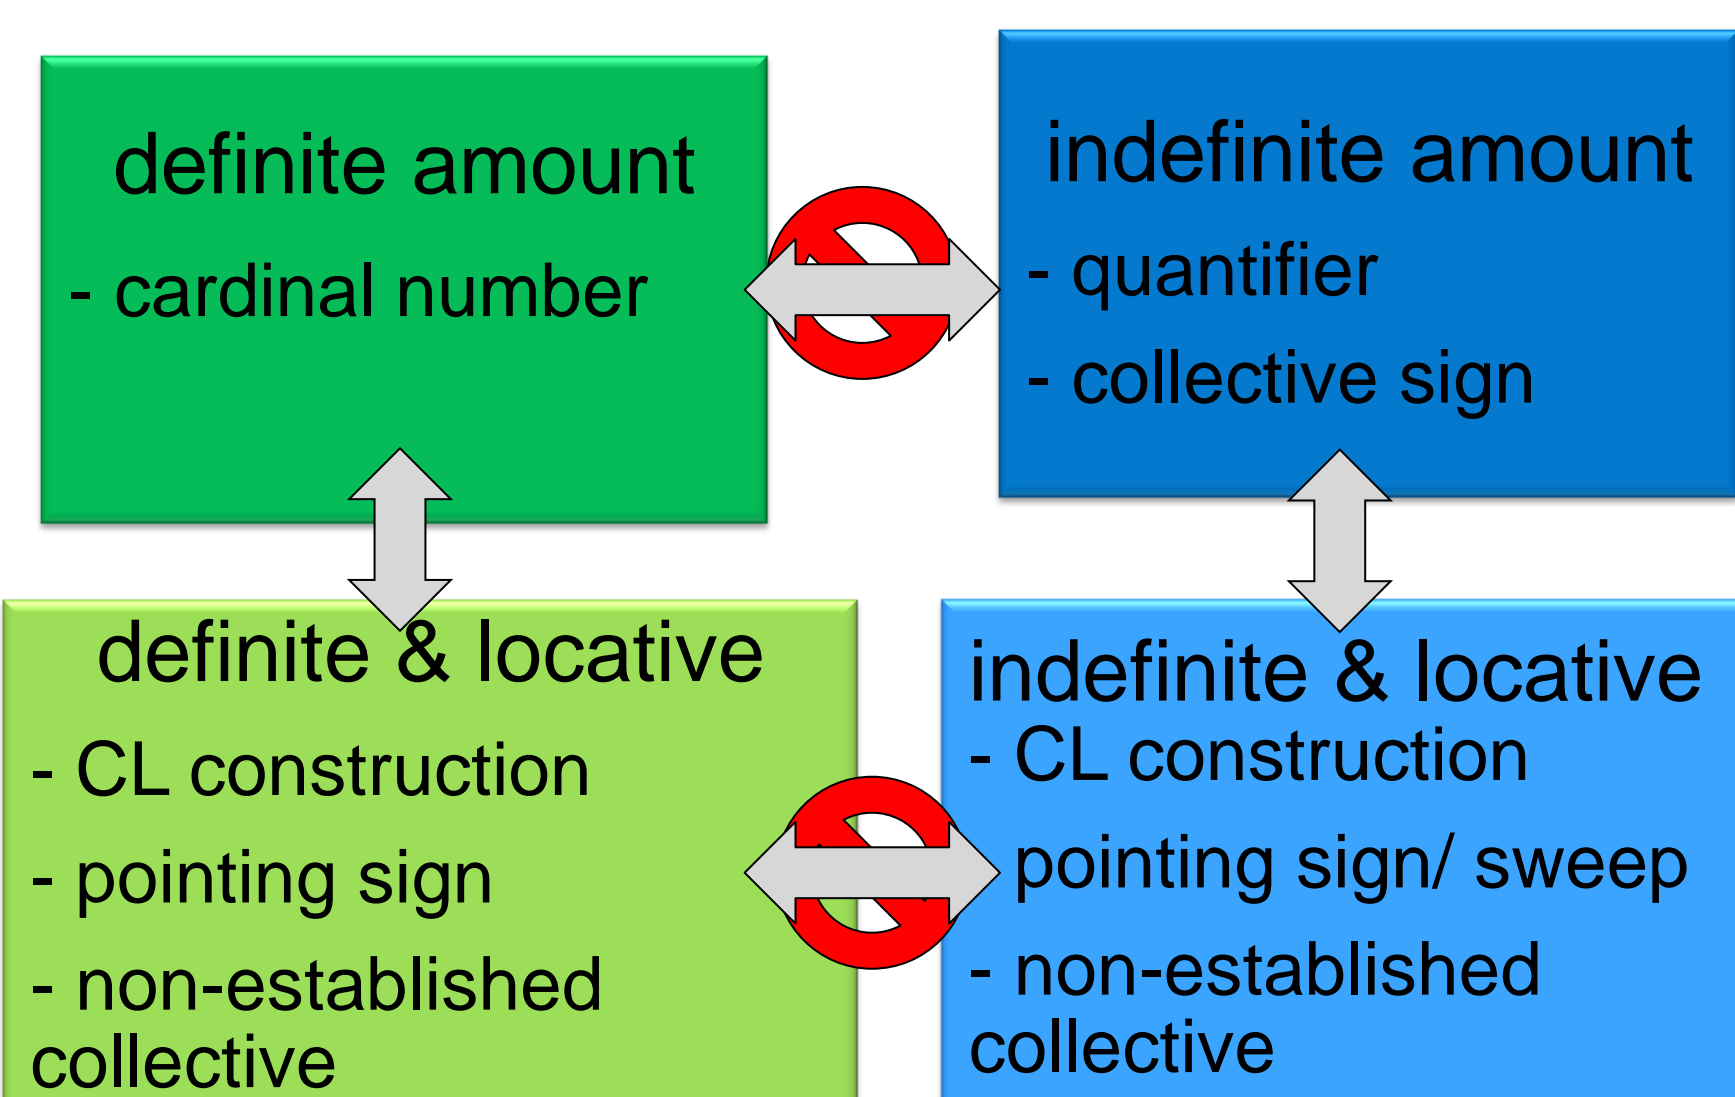 definite amount
- cardinal number
indefinite amount
- quantifier
- collective sign
definite & locative
- CL construction
- pointing sign
- non-established
collective
indefinite & locative
- CL construction
pointing sign/ sweep
- non-established
collective